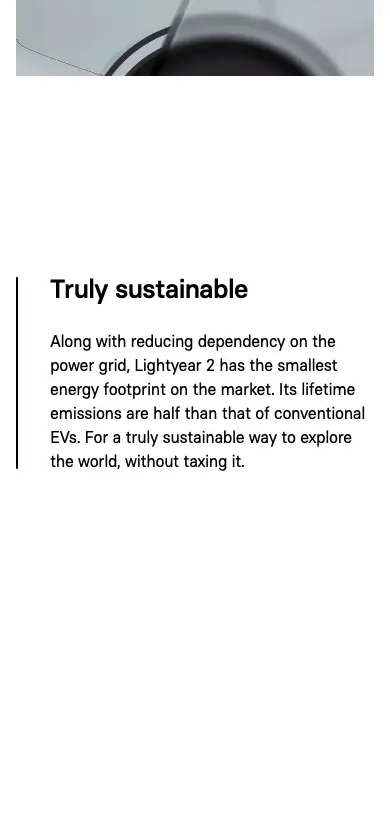 Truly sustainable
Along with reducing dependency on the
power grid, Lightyear 2 has the smallest
energy footprint on the market. Its lifetime
emissions are half than that of conventional
EVs. For a truly sustainable way to explore
the world, without taxing it.